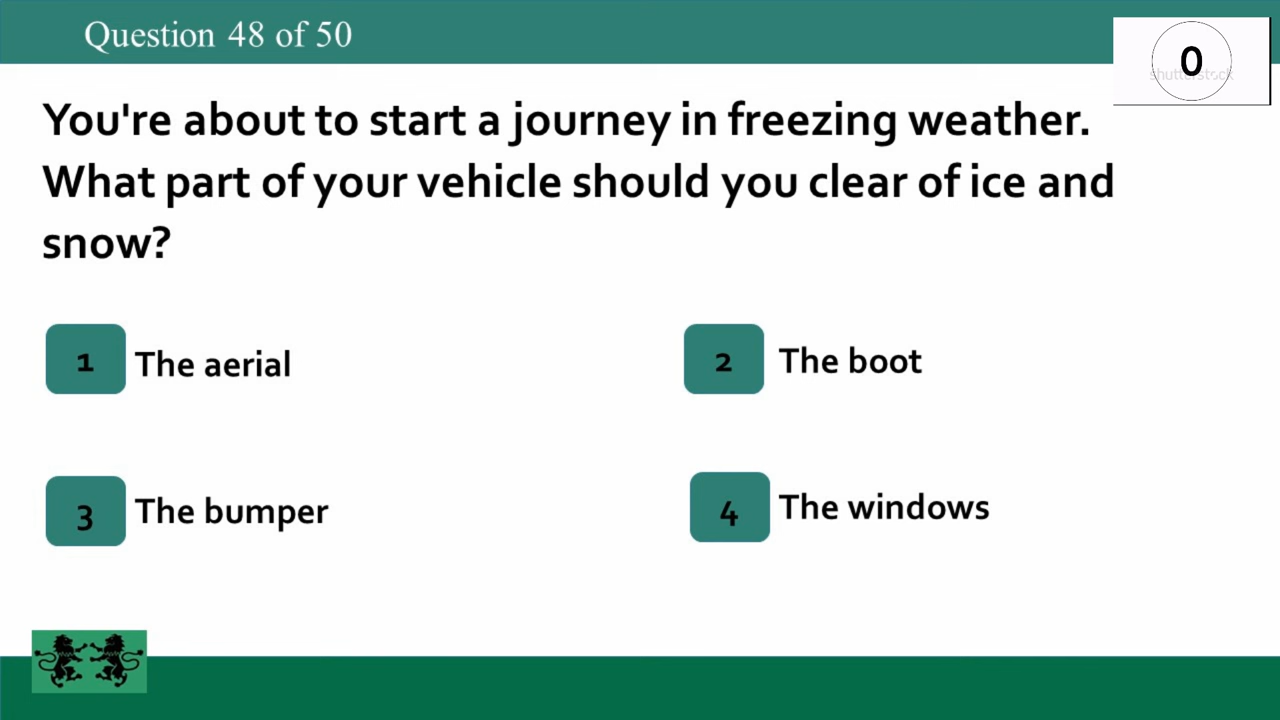 Question 48 of 50
0
shutterstock
You're about to start a journey in freezing weather.
What part of your vehicle should you clear of ice and
snow?
1 The aerial
2 The boot
3 The bumper
4 The windows